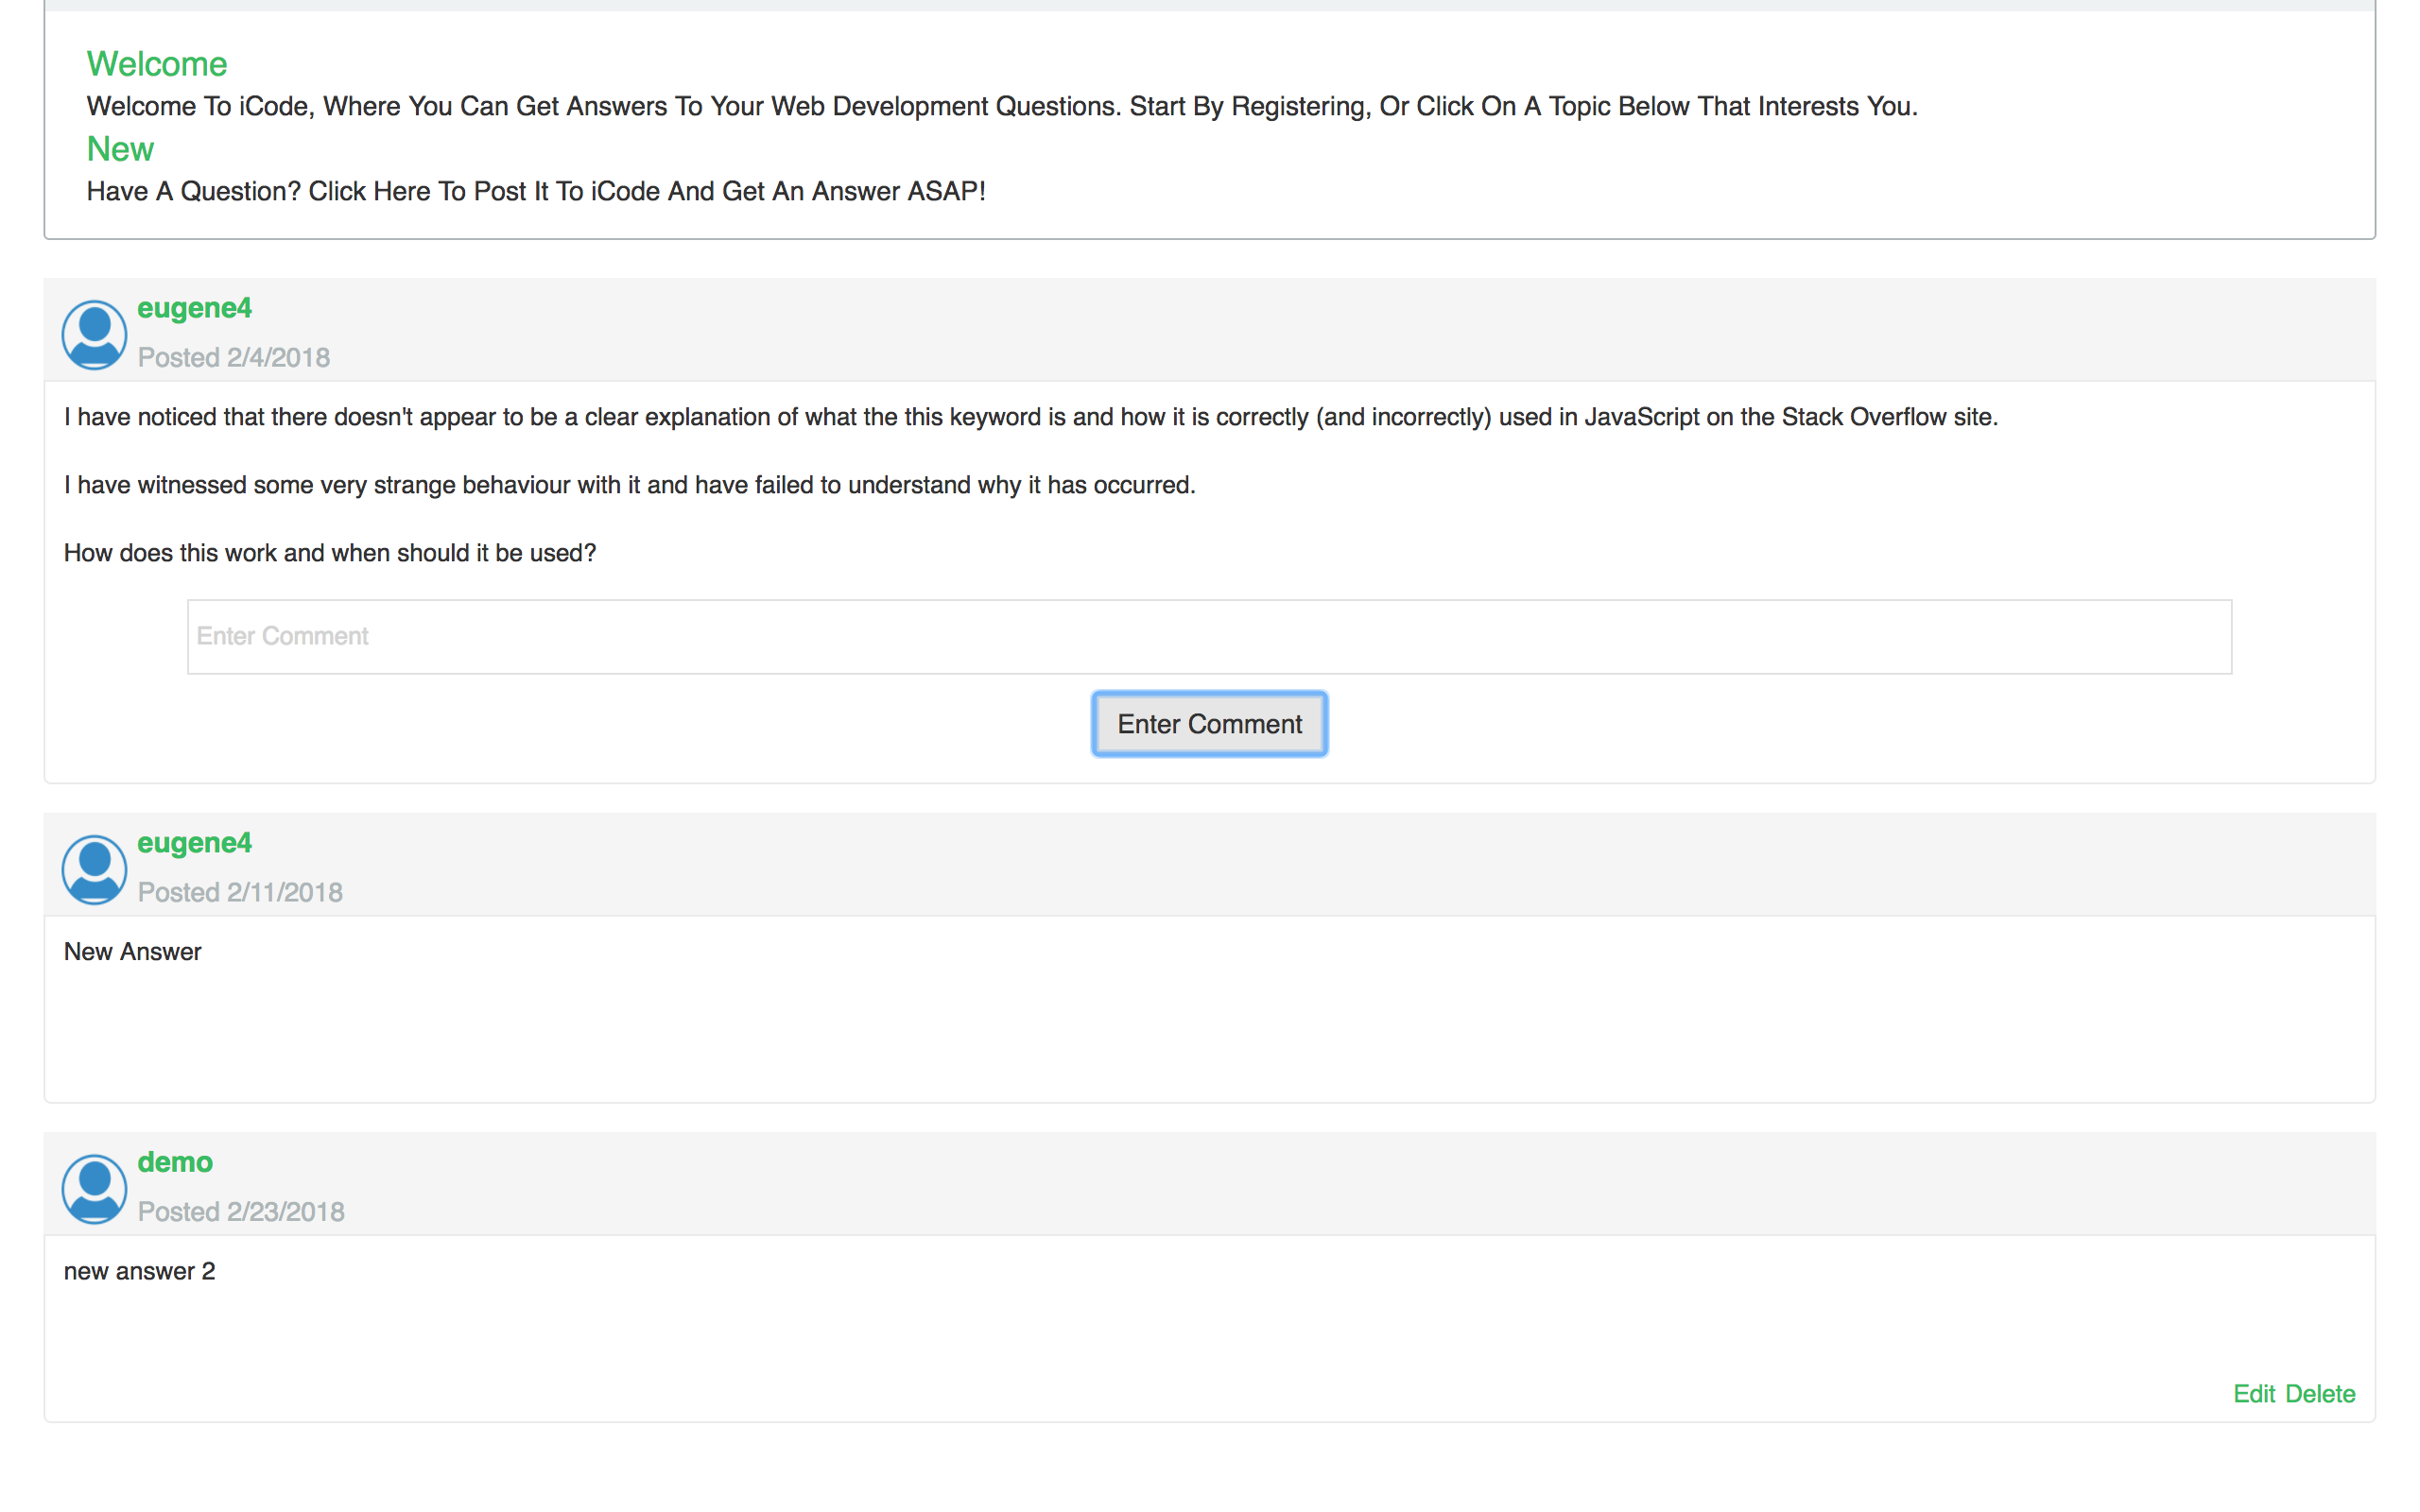 Welcome
Welcome To iCode, Where You Can Get Answers To Your Web Development Questions. Start By Registering, Or Click On A Topic Below That Interests You.
New
Have A Question? Click Here To Post It To iCode And Get An Answer ASAP!
eugene4
Posted 2/4/2018
I have noticed that there doesn't appear to be a clear explanation of what the this keyword is and how it is correctly (and incorrectly) used in JavaScript on the Stack Overflow site.
I have witnessed some very strange behaviour with it and have failed to understand why it has occurred.
How does this work and when should it be used?
Enter Comment
Enter Comment
eugene4
Posted 2/11/2018
New Answer
demo
Posted 2/23/2018
new answer 2
Edit Delete